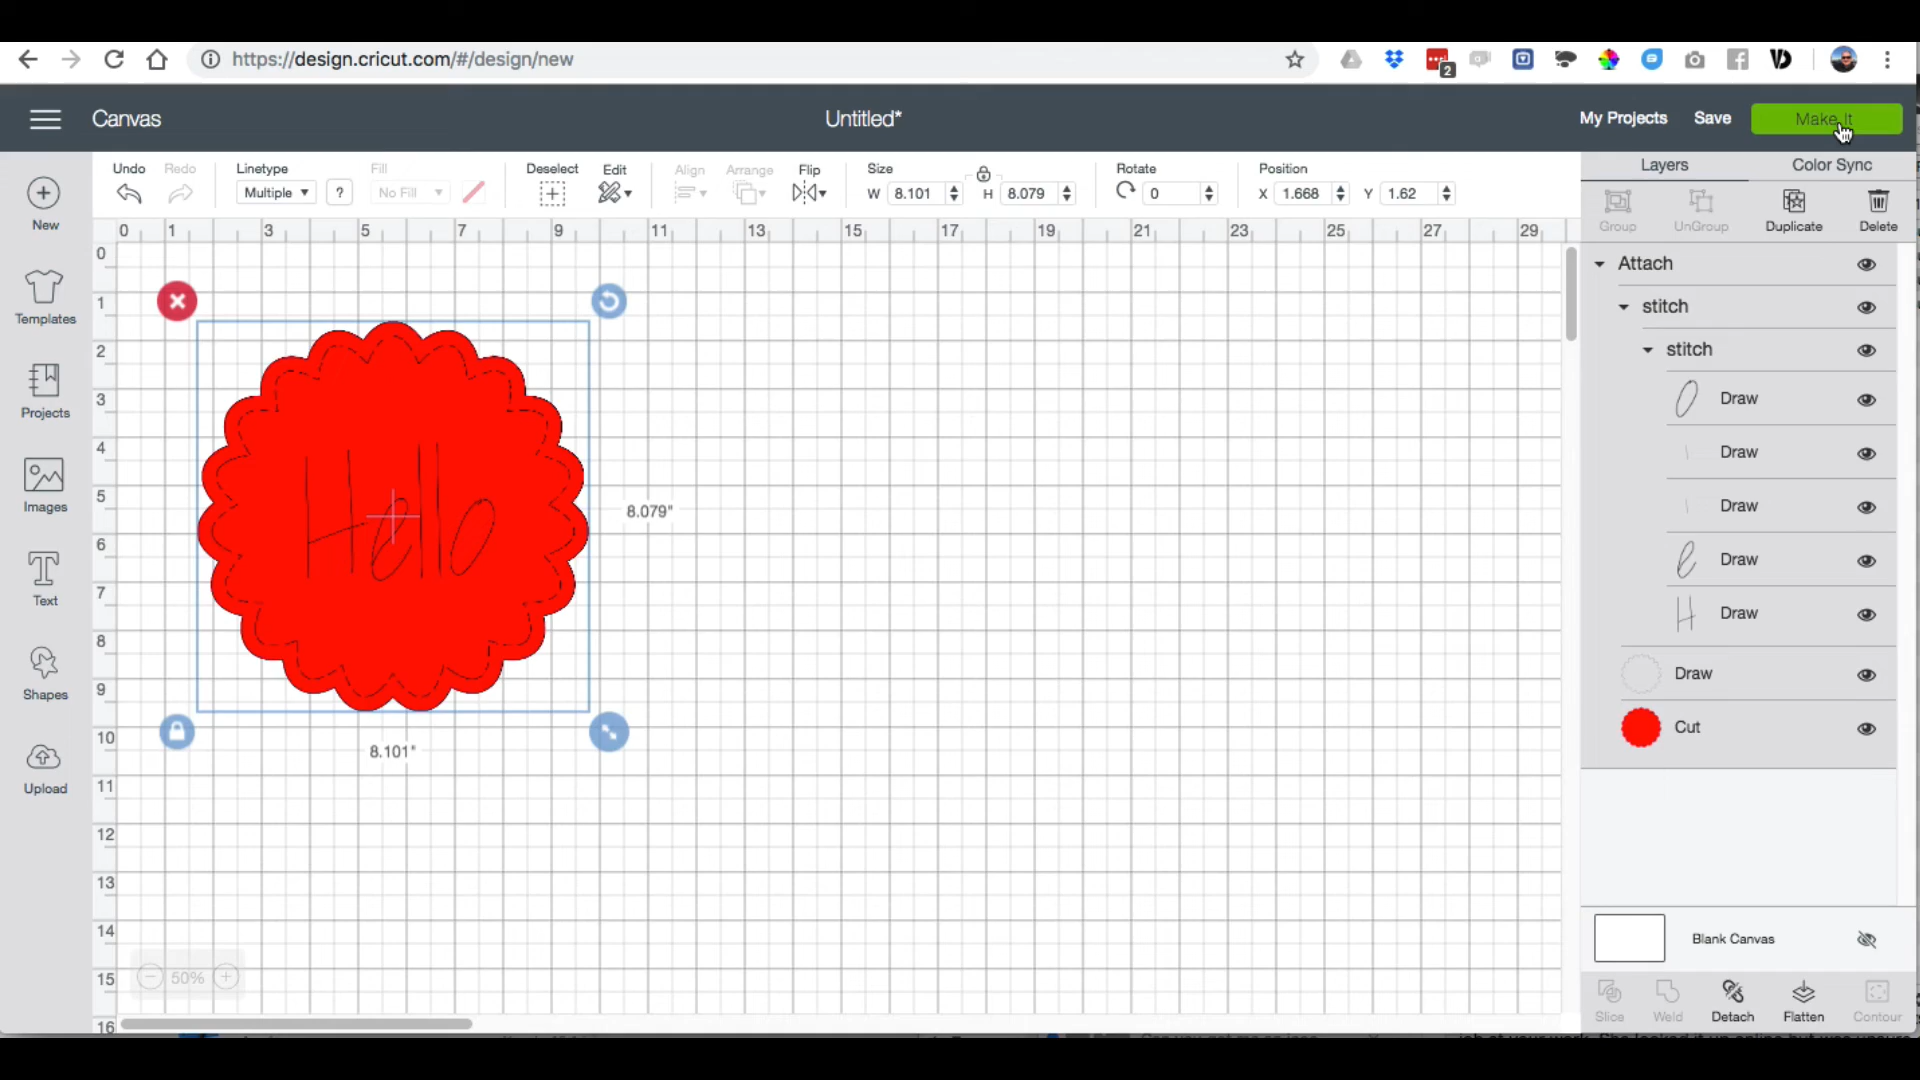 https://design.cricut.com/#/design/new
2
Canvas
Untitled*
My Projects
Save
Make It
Undo
Redo
Linetype
Multiple
?
Fill
No Fill
Deselect
Edit
Align
Arrange
Flip
Size
W 8.101
H 8.079
Rotate
0
Position
X 1.668
Y 1.62
Layers
Color Sync
Group
UnGroup
Duplicate
Delete
0 1 3 5 7 9 11 13 15 17 19 21 23 25 27 29
0
1
2
3
4
5
6
7
8
9
10
11
12
13
14
15
16
New
Templates
Projects
Images
Text
Shapes
Upload
Hello
8.079"
8.101"
50%
Attach
stitch
stitch
Draw
Draw
Draw
Draw
Draw
Draw
Cut
Blank Canvas
Slice
Weld
Detach
Flatten
Contour